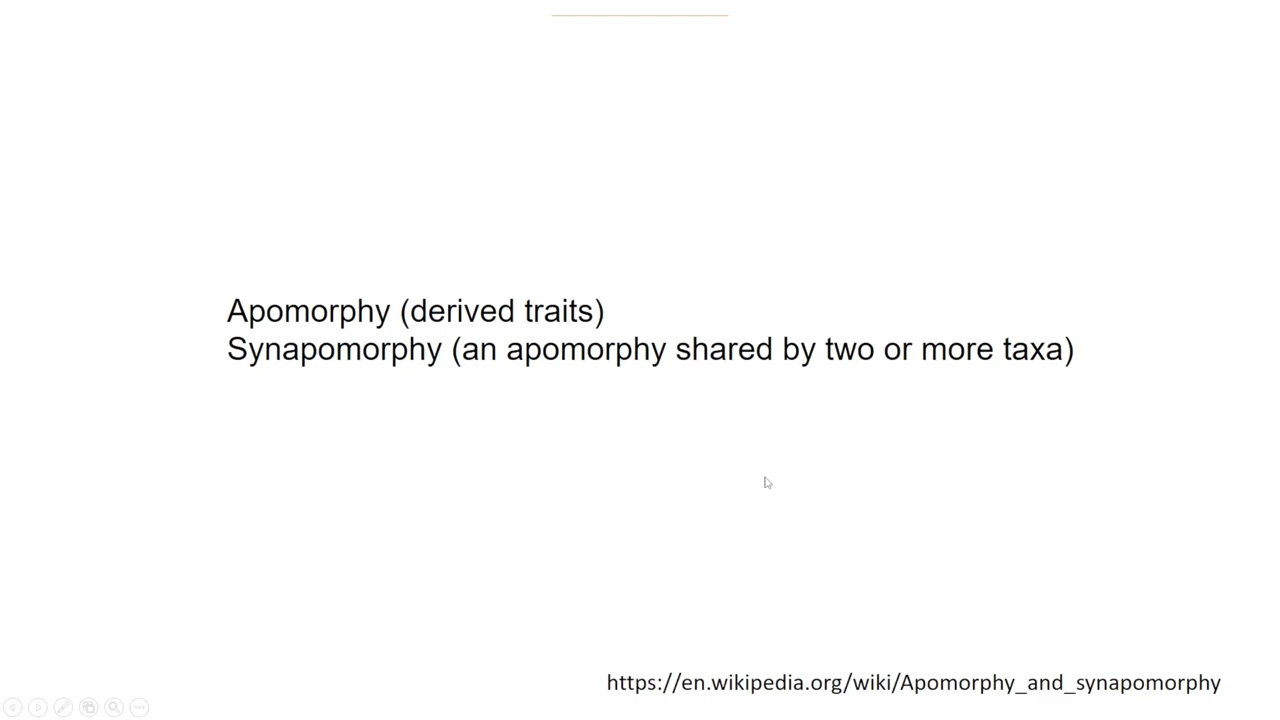 Apomorphy (derived traits)
Synapomorphy (an apomorphy shared by two or more taxa)
https://en.wikipedia.org/wiki/Apomorphy_and_synapomorphy